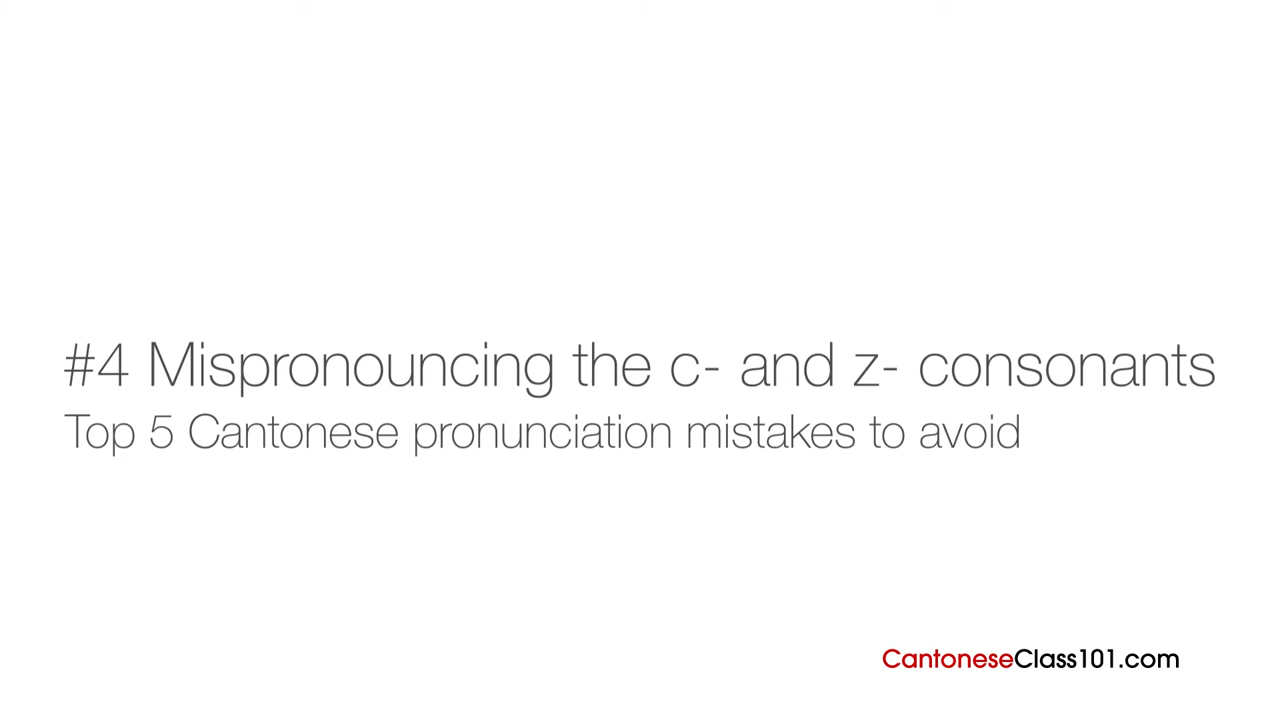 #4 Mispronouncing the c- and z- consonants
Top 5 Cantonese pronunciation mistakes to avoid
CantoneseClass101.com